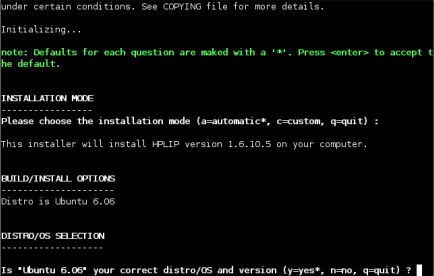 under certain conditions. See COPYING file for more details.
Initializing...
note: Defaults for each question are maked with a '*'. Press <enter> to accept t
he default.
INSTALLATION MODE
-----------------
Please choose the installation mode (a=automatic*, c=custom, q=quit) :
This installer will install HPLIP version 1.6.10.5 on your computer.
BUILD/INSTALL OPTIONS
---------------------
Distro is Ubuntu 6.06
DISTRO/OS SELECTION
-------------------
Is "Ubuntu 6.06" your correct distro/OS and version (y=yes*, n=no, q=quit) ?